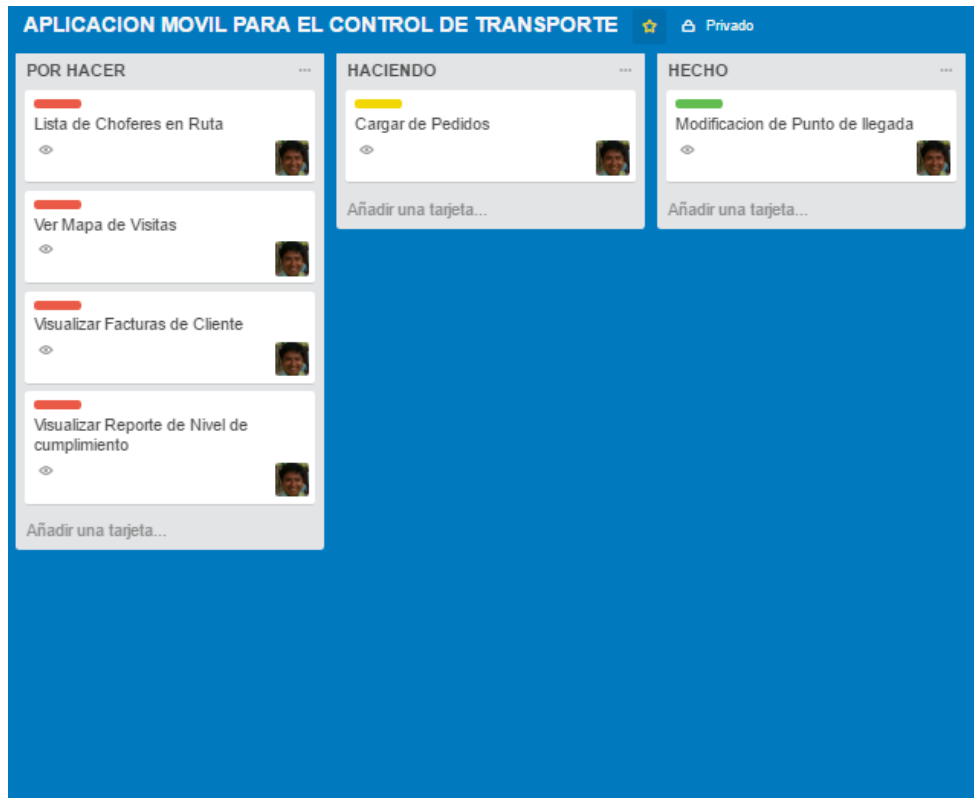 APLICACION MOVIL PARA EL CONTROL DE TRANSPORTE
Privado
POR HACER
Lista de Choferes en Ruta
Ver Mapa de Visitas
Visualizar Facturas de Cliente
Visualizar Reporte de Nivel de
cumplimiento
Añadir una tarjeta...
HACIENDO
Cargar de Pedidos
Añadir una tarjeta...
HECHO
Modificacion de Punto de llegada
Añadir una tarjeta...